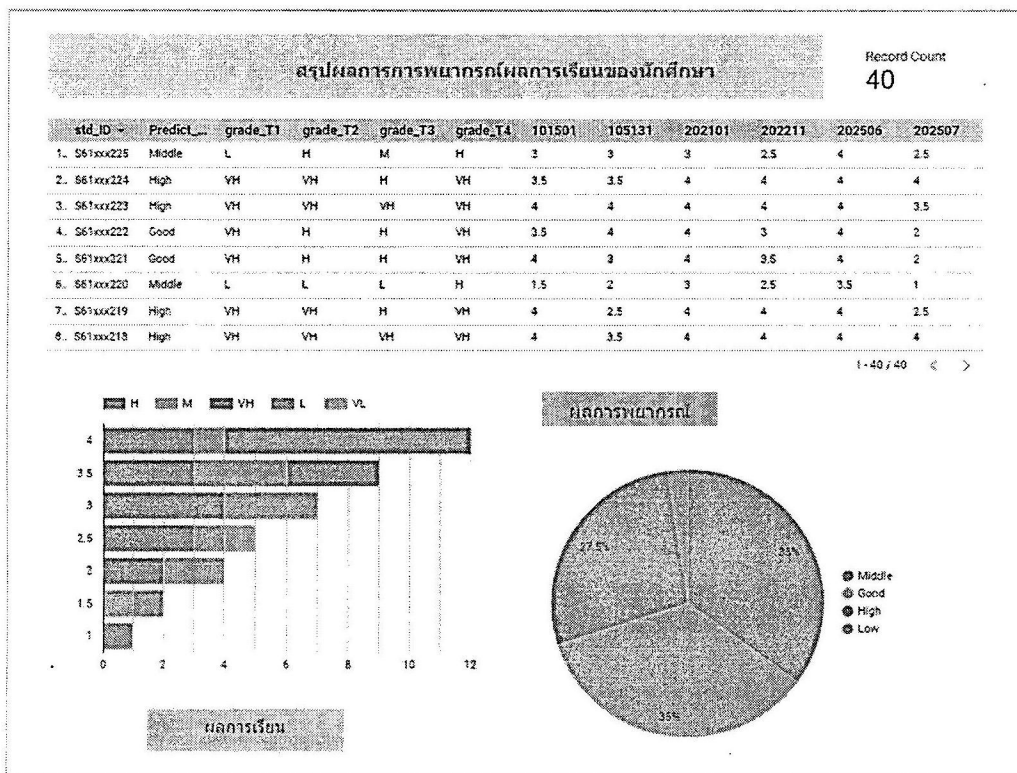 สรุปผลการการพยากรณ์ผลการเรียนของนักศึกษา
Record Count
40
std_ID Predict_... grade_T1 grade_T2 grade_T3 grade_T4 101501 105131 202101 202211 202506 202507
1.. S61xxx225 Middle L H M H 3 3 3 2.5 4 2.5
2.. S61xxx224 High VH VH H VH 3.5 3.5 4 4 4 4
3.. S61xxx223 High VH VH VH VH 4 4 4 4 4 3.5
4.. S61xxx222 Good VH H H VH 3.5 4 4 3 4 2
5.. S61xxx221 Good VH H H VH 4 3 4 3.5 4 2
6.. S61xxx220 Middle L L L H 1.5 2 3 2.5 3.5 1
7.. S61xxx219 High VH VH H VH 4 2.5 4 4 4 2.5
8.. S61xxx218 High VH VH VH VH 4 3.5 4 4 4 4
1 - 40 / 40 < >
H M VH L VL
4
3.5
3
2.5
2
1.5
1
0 2 4 6 8 10 12
ผลการเรียน
ผลการพยากรณ์
27.5%
35%
35%
Middle
Good
High
Low